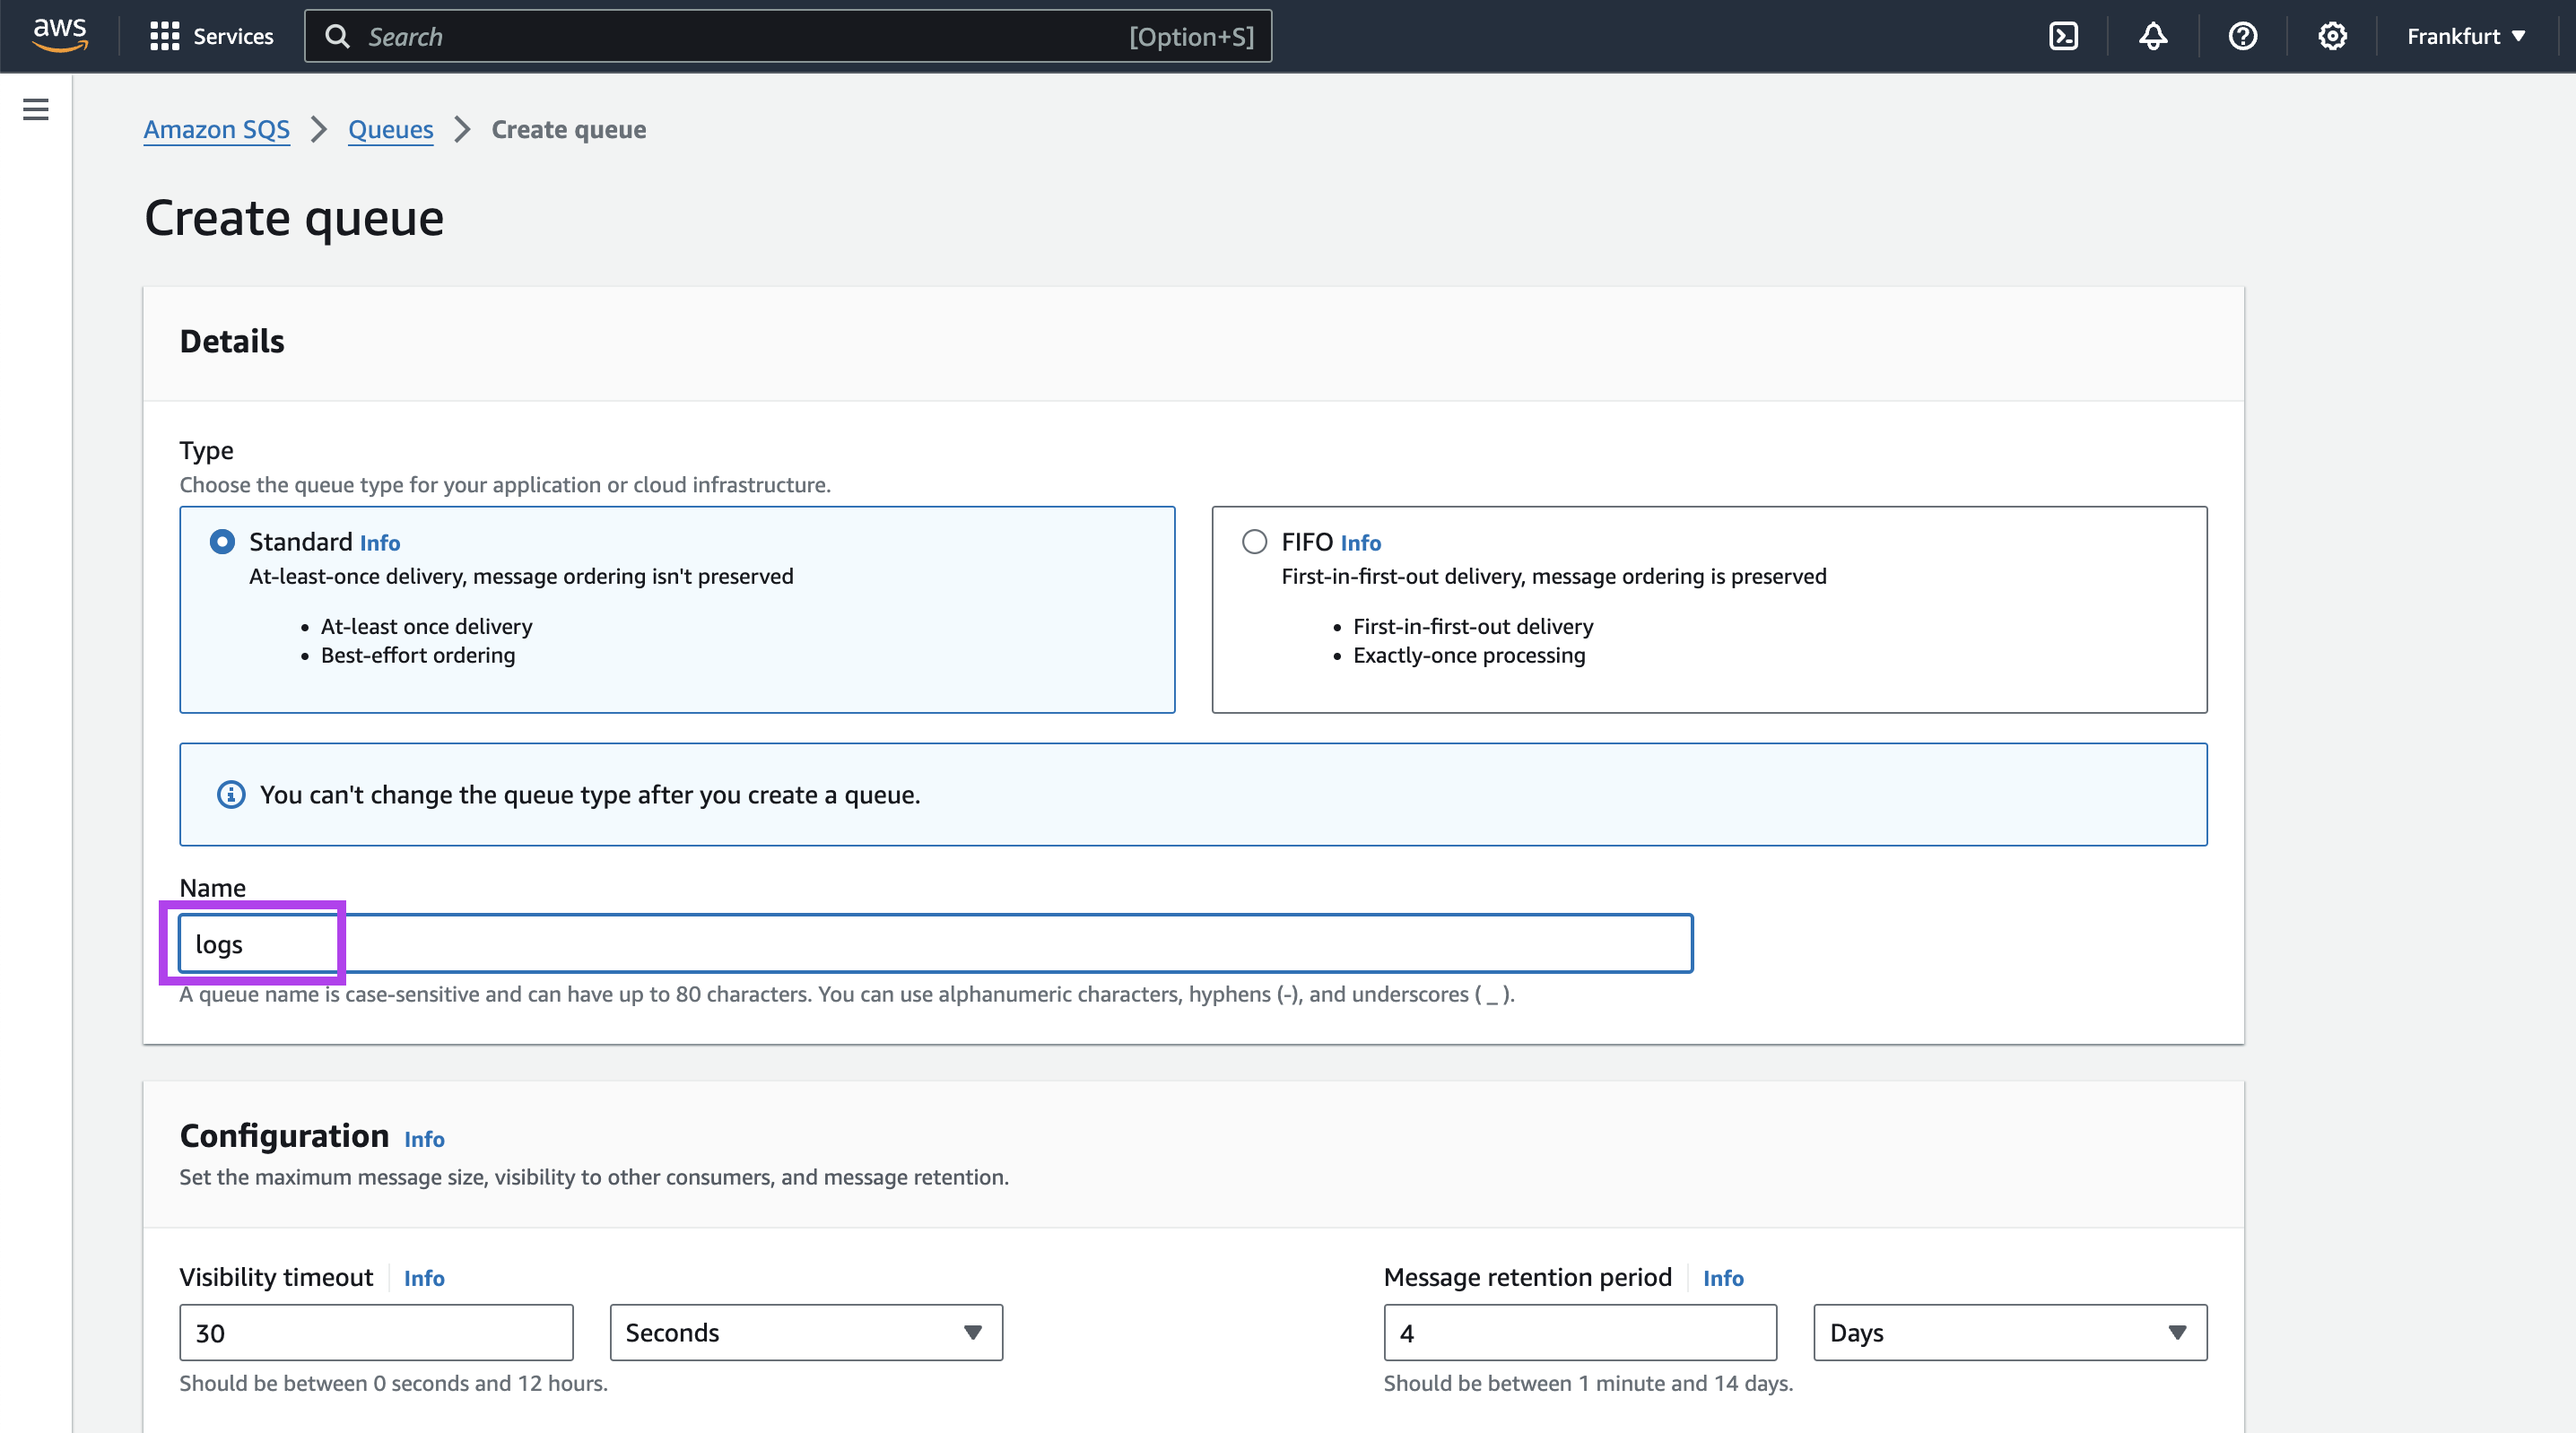 aws Services Search [Option+S] Frankfurt
Amazon SQS Queues Create queue
Create queue
Details
Type
Choose the queue type for your application or cloud infrastructure.
Standard Info
At-least-once delivery, message ordering isn't preserved
• At-least once delivery
• Best-effort ordering
FIFO Info
First-in-first-out delivery, message ordering is preserved
• First-in-first-out delivery
• Exactly-once processing
You can't change the queue type after you create a queue.
Name
logs
A queue name is case-sensitive and can have up to 80 characters. You can use alphanumeric characters, hyphens (-), and underscores ( _ ).
Configuration Info
Set the maximum message size, visibility to other consumers, and message retention.
Visibility timeout Info
30 Seconds
Should be between 0 seconds and 12 hours.
Message retention period Info
4 Days
Should be between 1 minute and 14 days.